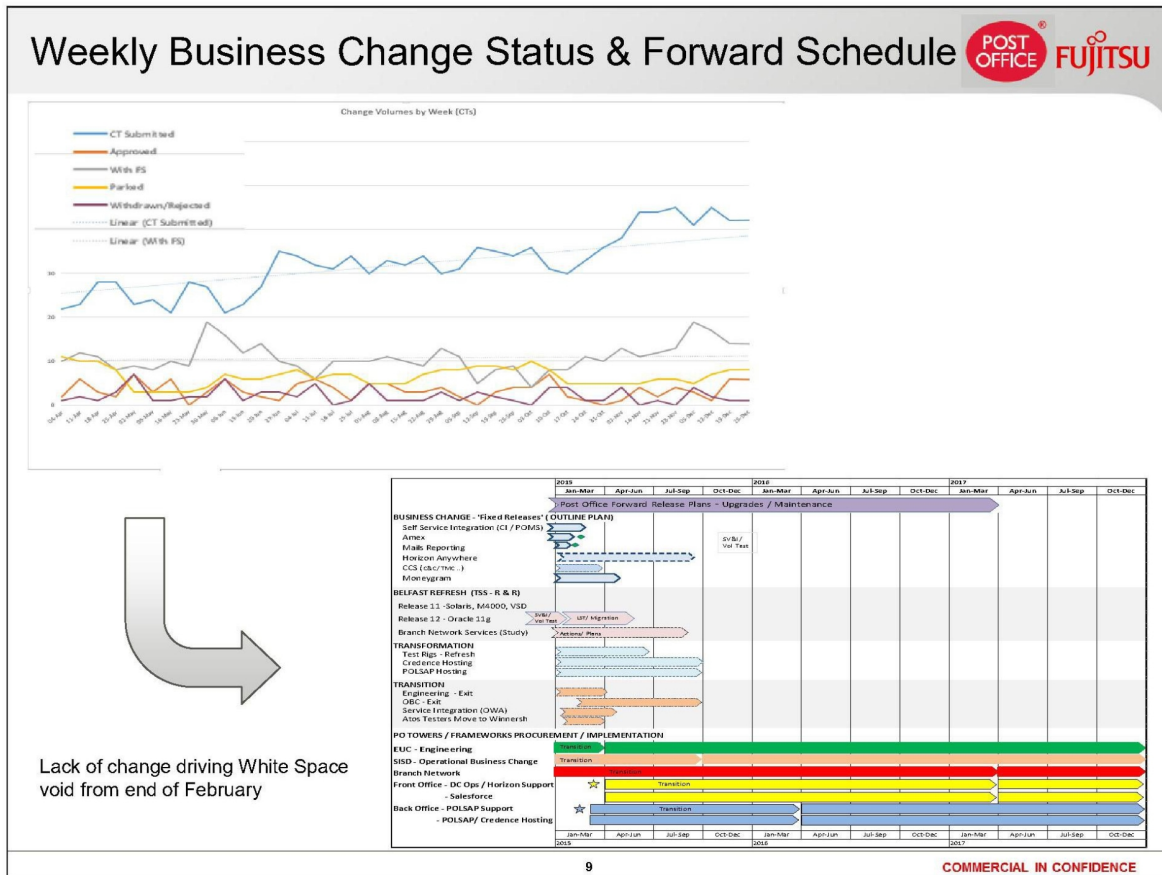 Weekly Business Change Status & Forward Schedule
POST OFFICE®
FUJITSU
Change Volumes by Week (CTs)
CT Submitted
Approved
With FS
Parked
Withdrawn/Rejected
Linear (CT Submitted)
Linear (With FS)
30
20
10
0
2015 2016 2017
Jan-Mar Apr-Jun Jul-Sep Oct-Dec Jan-Mar Apr-Jun Jul-Sep Oct-Dec Jan-Mar Apr-Jun Jul-Sep Oct-Dec
Post Office Forward Release Plans - Upgrades / Maintenance
BUSINESS CHANGE - 'Fixed Releases' ( OUTLINE PLAN)
Self Service Integration (CI / POMS)
Amex
SV&I/
Vol Test
Mails Reporting
Horizon Anywhere
CCS (C&C/TMC ..)
Moneygram
BELFAST REFRESH (TSS - R & R)
Release 11 -Solaris, M4000, VSD
Release 12 - Oracle 11g
SV&I/
Vol Test
LST/ Migration
Branch Network Services (Study)
Actions/ Plans
TRANSFORMATION
Test Rigs - Refresh
Credence Hosting
POLSAP Hosting
TRANSITION
Engineering - Exit
OBC - Exit
Service Integration (OWA)
Atos Testers Move to Winnersh
PO TOWERS / FRAMEWORKS PROCUREMENT / IMPLEMENTATION
EUC - Engineering Transition
SISD - Operational Business Change Transition
Branch Network Transition
Front Office - DC Ops / Horizon Support Transition
- Salesforce
Back Office - POLSAP Support Transition
- POLSAP/ Credence Hosting
Jan-Mar Apr-Jun Jul-Sep Oct-Dec Jan-Mar Apr-Jun Jul-Sep Oct-Dec Jan-Mar Apr-Jun Jul-Sep Oct-Dec
2015 2016 2017
Lack of change driving White Space
void from end of February
9
COMMERCIAL IN CONFIDENCE